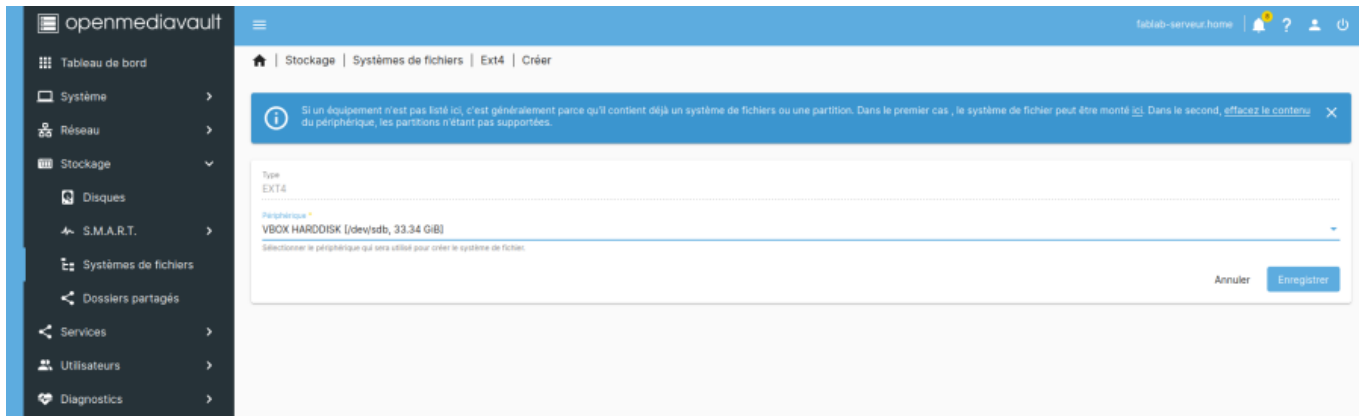 openmediavault
fablab-serveur.home
?
Tableau de bord
Stockage | Systèmes de fichiers | Ext4 | Créer
Système
Si un équipement n'est pas listé ici, c'est généralement parce qu'il contient déjà un système de fichiers ou une partition. Dans le premier cas , le système de fichier peut être monté ici. Dans le second, effacez le contenu
du périphérique, les partitions n'étant pas supportées.
Réseau
Stockage
Type
EXT4
Disques
Périphérique *
VBOX HARDDISK [/dev/sdb, 33.34 GiB]
S.M.A.R.T.
Sélectionner le périphérique qui sera utilisé pour créer le système de fichier.
Systèmes de fichiers
Annuler
Enregistrer
Dossiers partagés
Services
Utilisateurs
Diagnostics